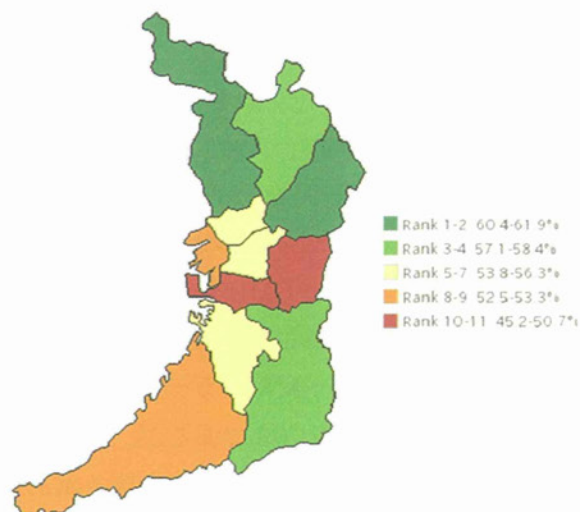 Rank 1-2 60.4-61.9%
Rank 3-4 57.1-58.4%
Rank 5-7 53.8-56.3%
Rank 8-9 52.5-53.3%
Rank 10-11 45.2-50.7%